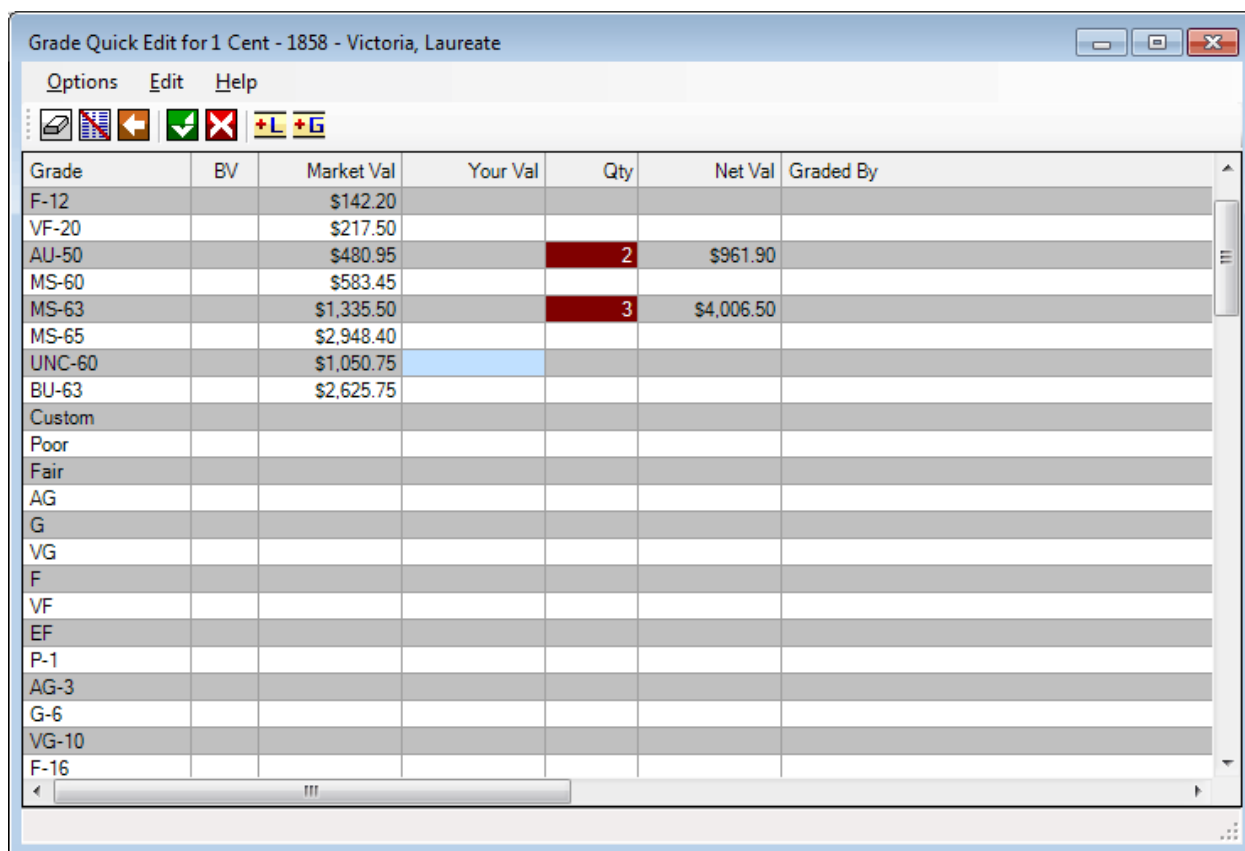 Grade Quick Edit for 1 Cent - 1858 - Victoria, Laureate
Options Edit Help
+L +G
Grade BV Market Val Your Val Qty Net Val Graded By
F-12 $142.20
VF-20 $217.50
AU-50 $480.95 2 $961.90
MS-60 $583.45
MS-63 $1,335.50 3 $4,006.50
MS-65 $2,948.40
UNC-60 $1,050.75
BU-63 $2,625.75
Custom
Poor
Fair
AG
G
VG
F
VF
EF
P-1
AG-3
G-6
VG-10
F-16